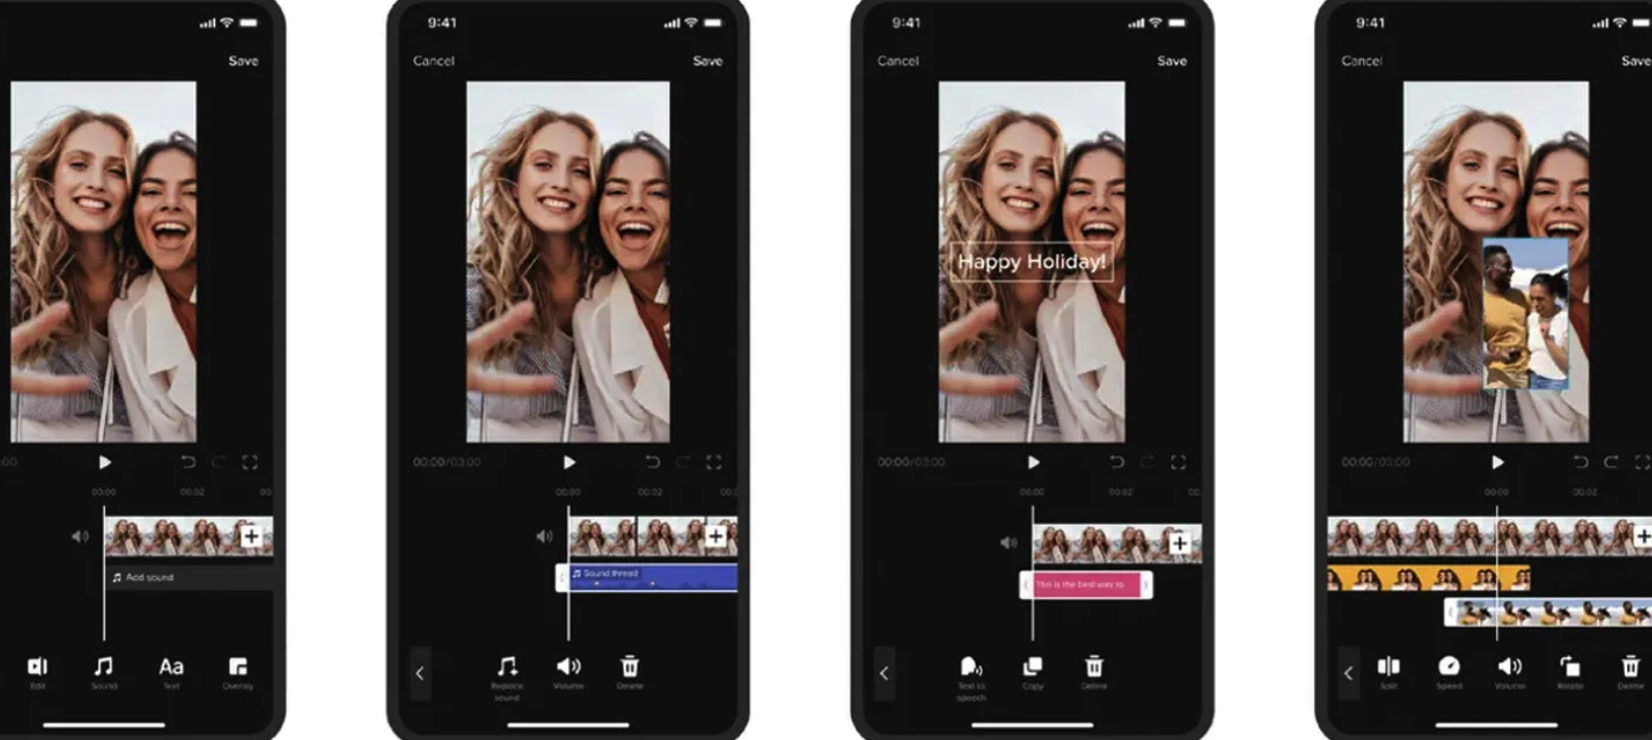 Save
:00
00:00
00:02
00
Add sound
Edit
Sound
Text
Aa
Overlay
9:41
Cancel
Save
00:00/03:00
00:00
00:02
Sound thread
Replace
sound
Volume
Delete
9:41
Cancel
Save
Happy Holiday!
00:00/03:00
00:00
00:02
00
This is the best way to
Text to
speech
Copy
Delete
9:41
Cancel
Save
00:00/03:00
00:00
00:02
Split
Speed
Volume
Rotate
Delete